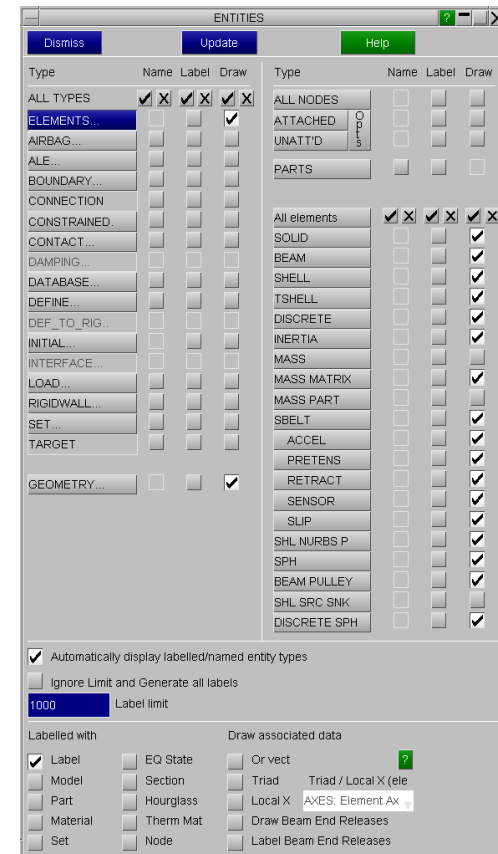 ENTITIES ?
Dismiss Update Help
Type Name Label Draw
ALL TYPES
ELEMENTS...
AIRBAG...
ALE...
BOUNDARY...
CONNECTION
CONSTRAINED.
CONTACT...
DAMPING...
DATABASE...
DEFINE...
DEF_TO_RIG..
INITIAL...
INTERFACE...
LOAD...
RIGIDWALL...
SET...
TARGET
GEOMETRY...
Type Name Label Draw
ALL NODES
ATTACHED
UNATT'D
Opts
PARTS
All elements
SOLID
BEAM
SHELL
TSHELL
DISCRETE
INERTIA
MASS
MASS MATRIX
MASS PART
SBELT
ACCEL
PRETENS
RETRACT
SENSOR
SLIP
SHL NURBS P
SPH
BEAM PULLEY
SHL SRC SNK
DISCRETE SPH
Automatically display labelled/named entity types
Ignore Limit and Generate all labels
1000 Label limit
Labelled with
Label EQ State
Model Section
Part Hourglass
Material Therm Mat
Set Node
Draw associated data
Or vect ?
Triad Triad / Local X (ele
Local X AXES: Element Ax
Draw Beam End Releases
Label Beam End Releases